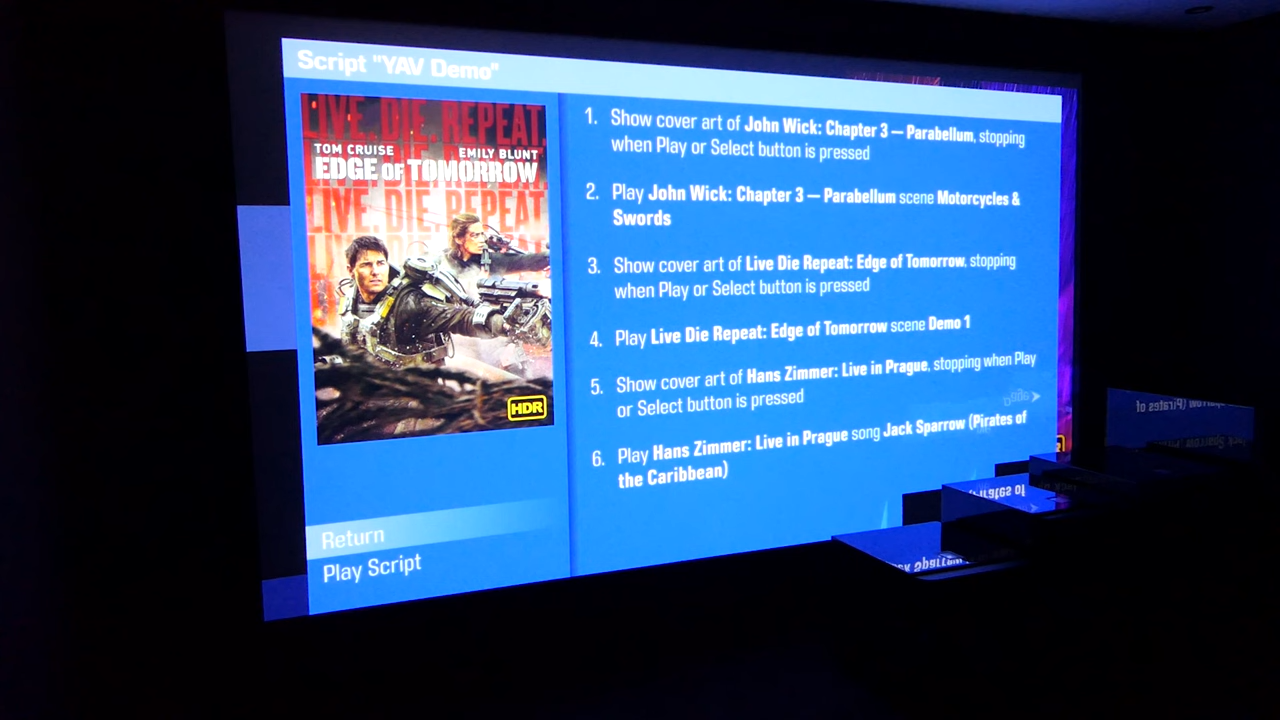 Script "YAV Demo"
LIVE. DIE. REPEAT.
TOM CRUISE EMILY BLUNT
EDGE OF TOMORROW
LIVE. DIE. REPEAT.
HDR
Return
Play Script
1. Show cover art of John Wick: Chapter 3 — Parabellum, stopping
when Play or Select button is pressed
2. Play John Wick: Chapter 3 — Parabellum scene Motorcycles &
Swords
3. Show cover art of Live Die Repeat: Edge of Tomorrow, stopping
when Play or Select button is pressed
4. Play Live Die Repeat: Edge of Tomorrow scene Demo 1
5. Show cover art of Hans Zimmer: Live in Prague, stopping when Play
or Select button is pressed
6. Play Hans Zimmer: Live in Prague song Jack Sparrow (Pirates of
the Caribbean)